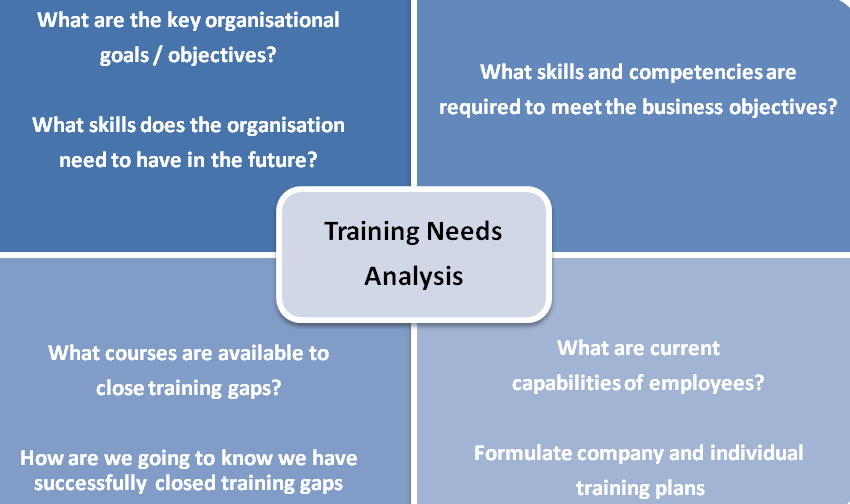 What are the key organisational
goals / objectives?
What skills does the organisation
need to have in the future?
What skills and competencies are
required to meet the business objectives?
Training Needs
Analysis
What courses are available to
close training gaps?
How are we going to know we have
successfully closed training gaps
What are current
capabilities of employees?
Formulate company and individual
training plans